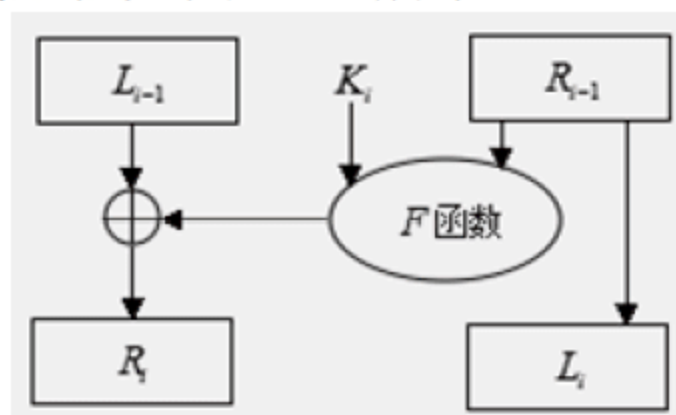 L_{i-1}
K_i
R_{i-1}
F函数
R_i
L_i